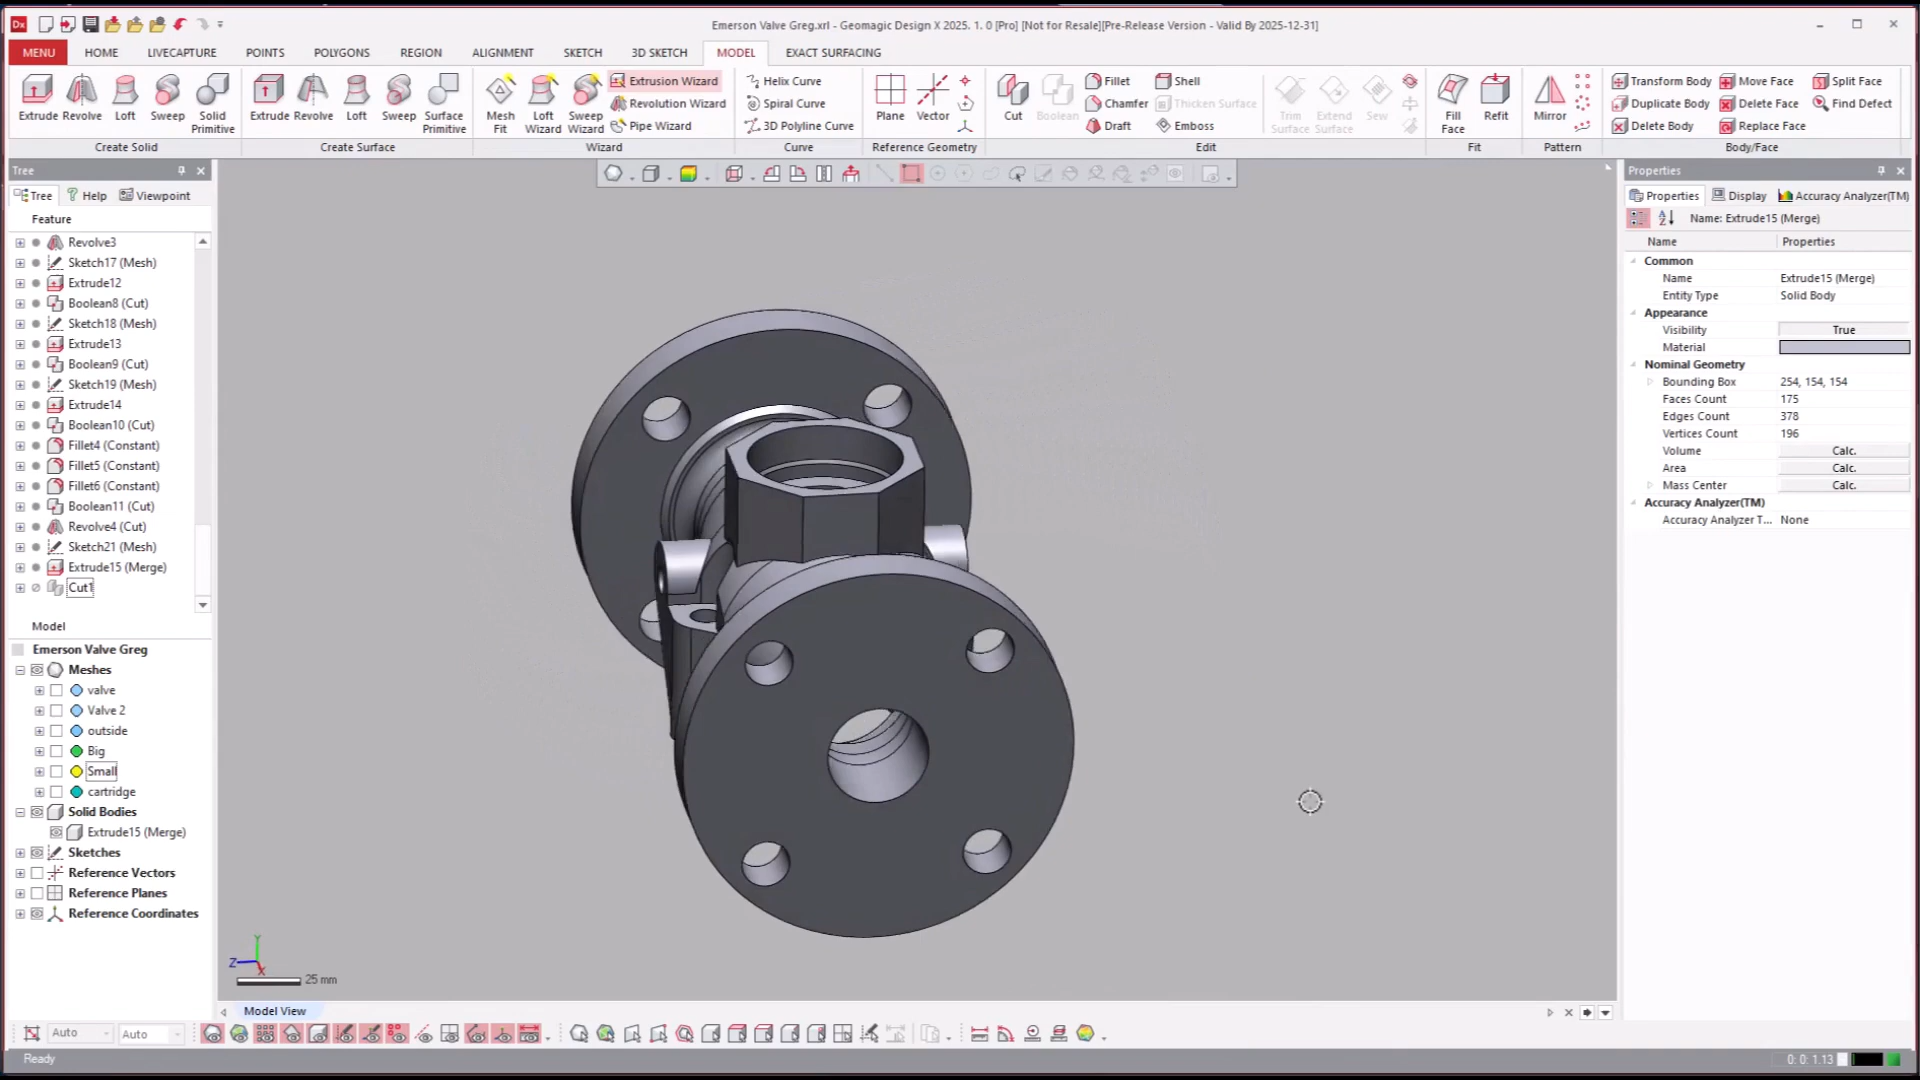 Dx
Emerson Valve Greg.xrl - Geomagic Design X 2025. 1. 0 [Pro] [Not for Resale][Pre-Release Version - Valid By 2025-12-31]
MENU HOME LIVECAPTURE POINTS POLYGONS REGION ALIGNMENT SKETCH 3D SKETCH MODEL EXACT SURFACING
Extrude Revolve Loft Sweep Solid Primitive
Create Solid
Extrude Revolve Loft Sweep Surface Primitive
Create Surface
Mesh Fit Loft Wizard Sweep Wizard
Extrusion Wizard
Revolution Wizard
Pipe Wizard
Wizard
Helix Curve
Spiral Curve
3D Polyline Curve
Curve
Plane Vector
Reference Geometry
Cut Boolean
Fillet
Chamfer
Draft
Shell
Thicken Surface
Emboss
Trim Surface Extend Surface Sew
Edit
Fill Face Refit
Fit
Mirror
Pattern
Transform Body Move Face Split Face
Duplicate Body Delete Face Find Defect
Delete Body Replace Face
Body/Face
Tree
Tree Help Viewpoint
Feature
Revolve3
Sketch17 (Mesh)
Extrude12
Boolean8 (Cut)
Sketch18 (Mesh)
Extrude13
Boolean9 (Cut)
Sketch19 (Mesh)
Extrude14
Boolean10 (Cut)
Fillet4 (Constant)
Fillet5 (Constant)
Fillet6 (Constant)
Boolean11 (Cut)
Revolve4 (Cut)
Sketch21 (Mesh)
Extrude15 (Merge)
Cut1
Model
Emerson Valve Greg
Meshes
valve
Valve 2
outside
Big
Small
cartridge
Solid Bodies
Extrude15 (Merge)
Sketches
Reference Vectors
Reference Planes
Reference Coordinates
Y
Z
X
25 mm
Model View
Properties
Properties Display Accuracy Analyzer(TM)
Name: Extrude15 (Merge)
Name Properties
Common
Name Extrude15 (Merge)
Entity Type Solid Body
Appearance
Visibility True
Material
Nominal Geometry
Bounding Box 254, 154, 154
Faces Count 175
Edges Count 378
Vertices Count 196
Volume Calc.
Area Calc.
Mass Center Calc.
Accuracy Analyzer(TM)
Accuracy Analyzer T... None
Auto Auto
Ready
0: 0: 1.13